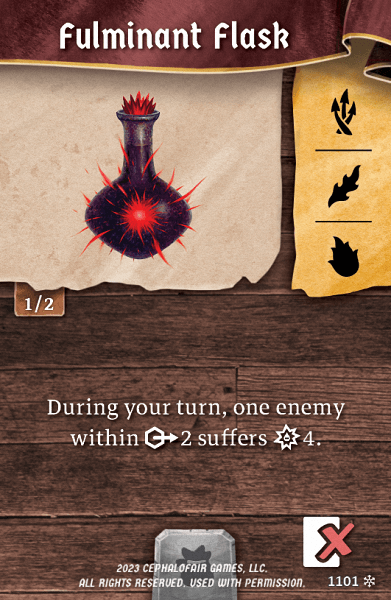 Fulminant Flask
1/2
During your turn, one enemy
within 2 suffers 4.
2023 CEPHALOFAIR GAMES, LLC.
ALL RIGHTS RESERVED. USED WITH PERMISSION.
1101